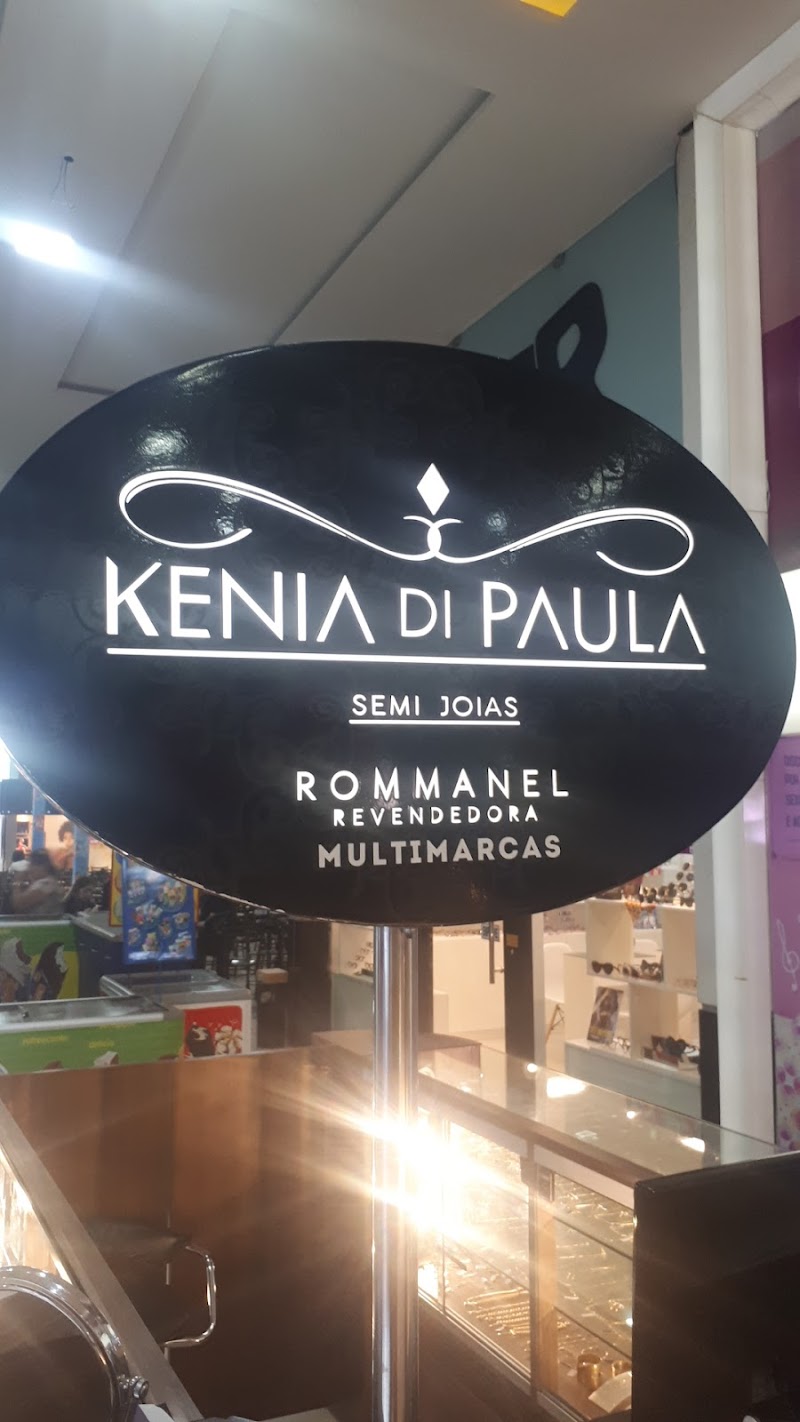 KENIA DI PAULA
SEMI JOIAS
ROMMANEL
REVENDEDORA
MULTIMARCAS